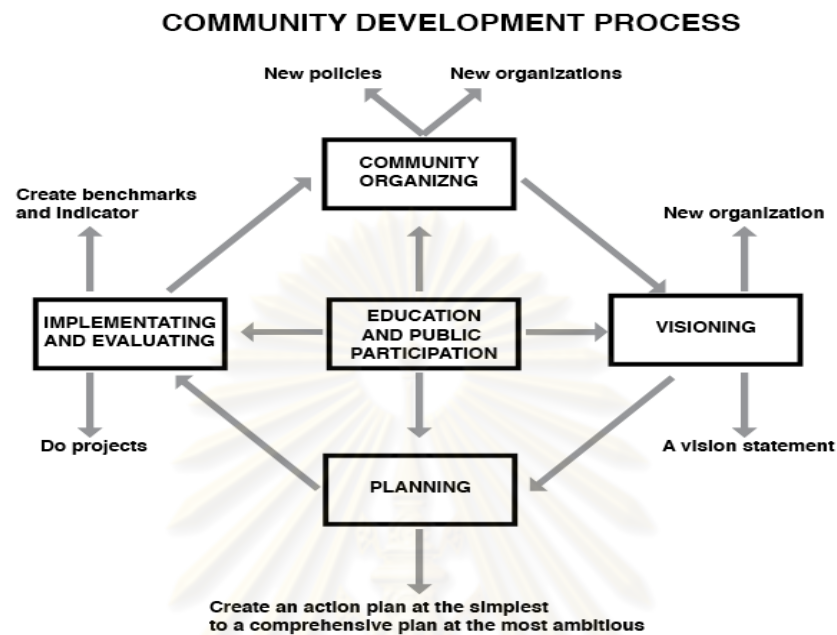 COMMUNITY DEVELOPMENT PROCESS
New policies
New organizations
COMMUNITY
ORGANIZNG
Create benchmarks
and indicator
New organization
IMPLEMENTATING
AND EVALUATING
EDUCATION
AND PUBLIC
PARTICIPATION
VISIONING
Do projects
A vision statement
PLANNING
Create an action plan at the simplest
to a comprehensive plan at the most ambitious